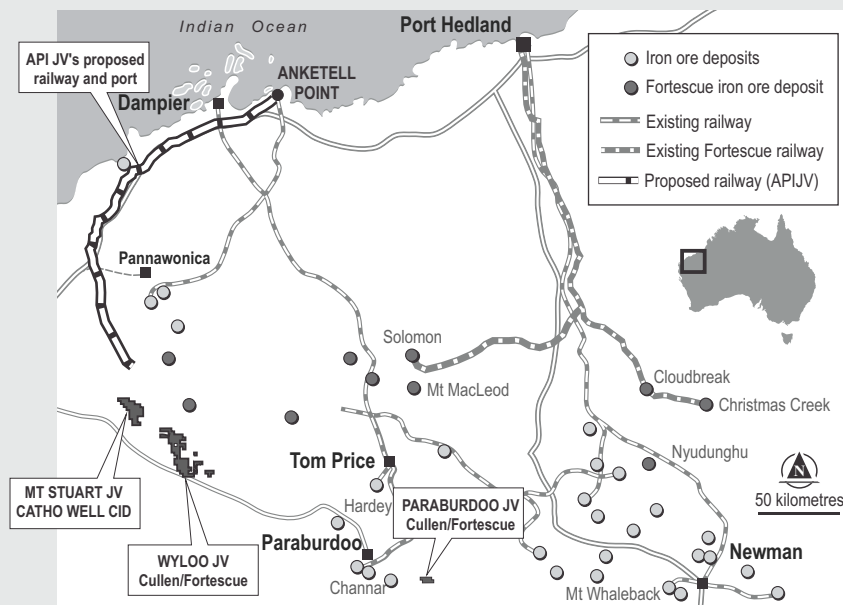 Indian Ocean
Port Hedland
API JV's proposed
railway and port
ANKETELL
POINT
Dampier
Iron ore deposits
Fortescue iron ore deposit
Existing railway
Existing Fortescue railway
Proposed railway (APIJV)
Pannawonica
Solomon
Mt MacLeod
Cloudbreak
Christmas Creek
Nyudunghu
Tom Price
N
50 kilometres
MT STUART JV
CATHO WELL CID
Hardey
PARABURDOO JV
Cullen/Fortescue
WYLOO JV
Cullen/Fortescue
Paraburdoo
Channar
Newman
Mt Whaleback